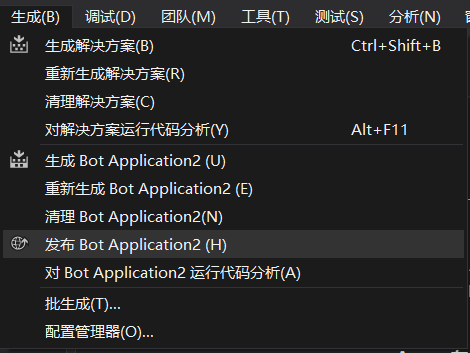 生成(B) 调试(D) 团队(M) 工具(T) 测试(S) 分析(N)
生成解决方案(B) Ctrl+Shift+B
重新生成解决方案(R)
清理解决方案(C)
对解决方案运行代码分析(Y) Alt+F11
生成 Bot Application2 (U)
重新生成 Bot Application2 (E)
清理 Bot Application2(N)
发布 Bot Application2 (H)
对 Bot Application2 运行代码分析(A)
批生成(T)...
配置管理器(O)...